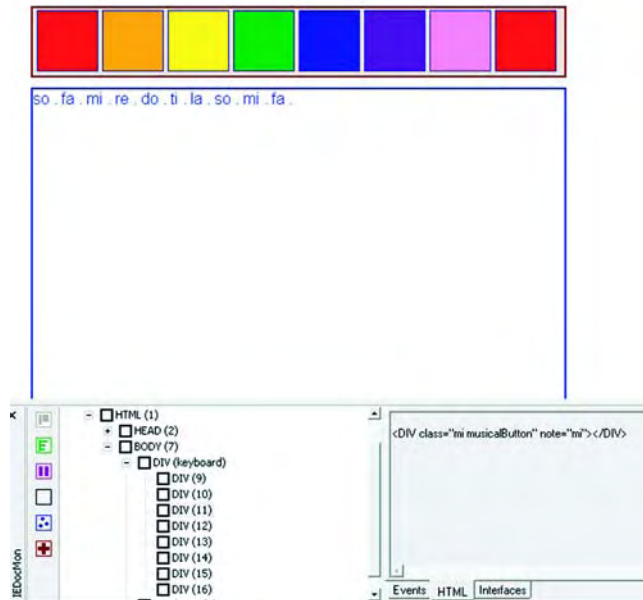 so . fa . mi . re . do . ti . la . so . mi . fa .
HTML (1)
HEAD (2)
BODY (7)
DIV (keyboard)
DIV (9)
DIV (10)
DIV (11)
DIV (12)
DIV (13)
DIV (14)
DIV (15)
DIV (16)
IEDocMon
<DIV class="mi musicalButton" note="mi"></DIV>
Events HTML Interfaces